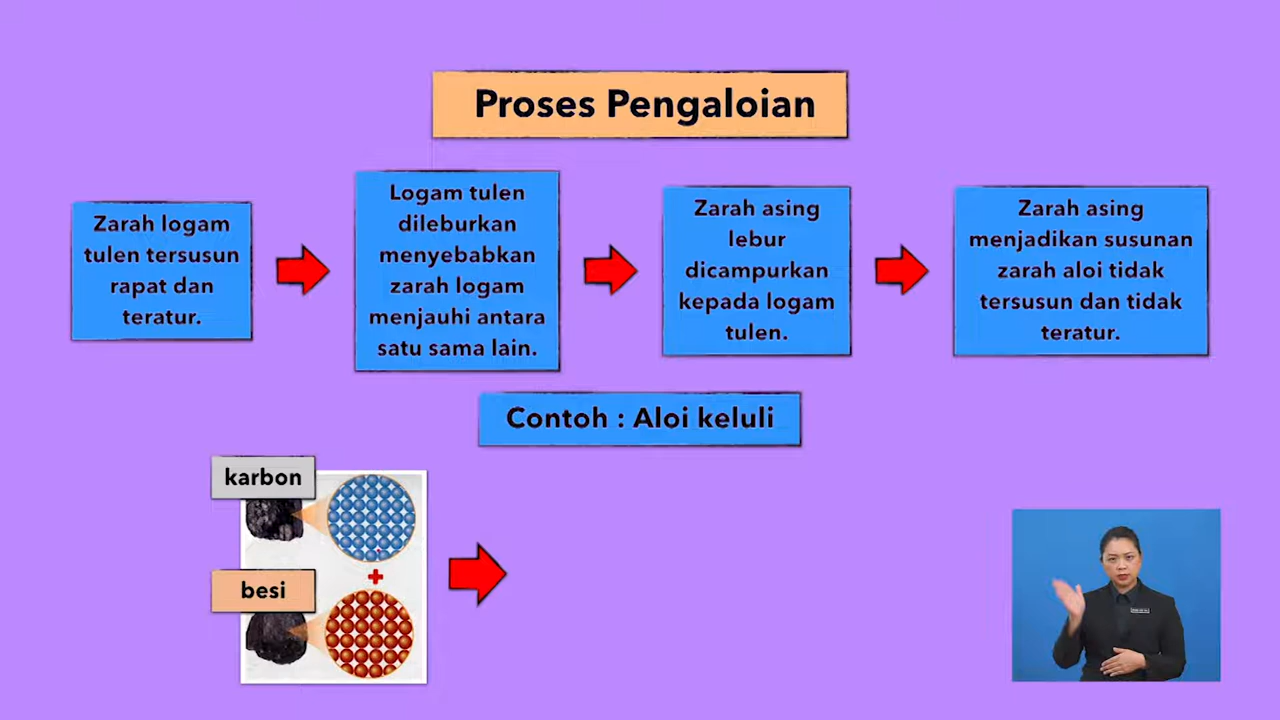 Proses Pengaloian
Zarah logam
tulen tersusun
rapat dan
teratur.
Logam tulen
dileburkan
menyebabkan
zarah logam
menjauhi antara
satu sama lain.
Zarah asing
lebur
dicampurkan
kepada logam
tulen.
Zarah asing
menjadikan susunan
zarah aloi tidak
tersusun dan tidak
teratur.
Contoh : Aloi keluli
karbon
+
besi